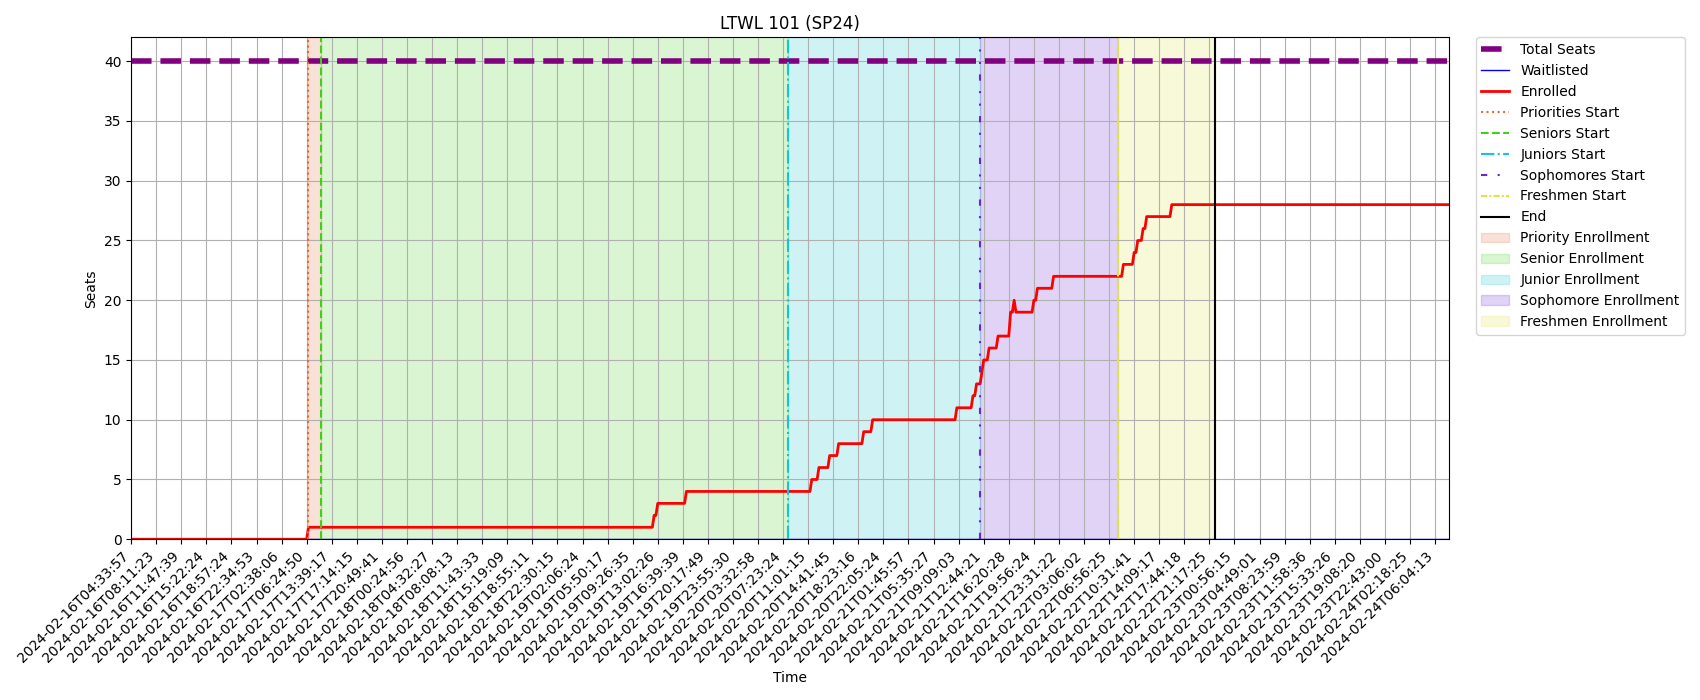 LTWL 101 (SP24)
40
35
30
25
20
15
10
5
0
Seats
2024-02-16T04:33:57
2024-02-16T08:11:23
2024-02-16T11:47:39
2024-02-16T15:22:24
2024-02-16T18:57:24
2024-02-16T22:34:53
2024-02-17T02:38:06
2024-02-17T06:24:50
2024-02-17T13:39:17
2024-02-17T17:14:15
2024-02-17T20:49:41
2024-02-18T00:24:56
2024-02-18T04:32:27
2024-02-18T08:08:13
2024-02-18T11:43:33
2024-02-18T15:19:09
2024-02-18T18:55:11
2024-02-18T22:30:15
2024-02-19T02:06:24
2024-02-19T05:50:17
2024-02-19T09:26:35
2024-02-19T13:02:26
2024-02-19T16:39:39
2024-02-19T20:17:49
2024-02-19T23:55:30
2024-02-20T03:32:58
2024-02-20T07:23:24
2024-02-20T11:01:15
2024-02-20T14:41:45
2024-02-20T18:23:16
2024-02-20T22:05:24
2024-02-21T01:45:57
2024-02-21T05:35:27
2024-02-21T09:09:03
2024-02-21T12:44:21
2024-02-21T16:20:28
2024-02-21T19:56:24
2024-02-21T23:31:22
2024-02-22T03:06:02
2024-02-22T06:56:25
2024-02-22T10:31:41
2024-02-22T14:09:17
2024-02-22T17:44:18
2024-02-22T21:17:25
2024-02-23T00:56:15
2024-02-23T04:49:01
2024-02-23T08:23:59
2024-02-23T11:58:36
2024-02-23T15:33:26
2024-02-23T19:08:20
2024-02-23T22:43:00
2024-02-24T02:18:25
2024-02-24T06:04:13
Time
Total Seats
Waitlisted
Enrolled
Priorities Start
Seniors Start
Juniors Start
Sophomores Start
Freshmen Start
End
Priority Enrollment
Senior Enrollment
Junior Enrollment
Sophomore Enrollment
Freshmen Enrollment